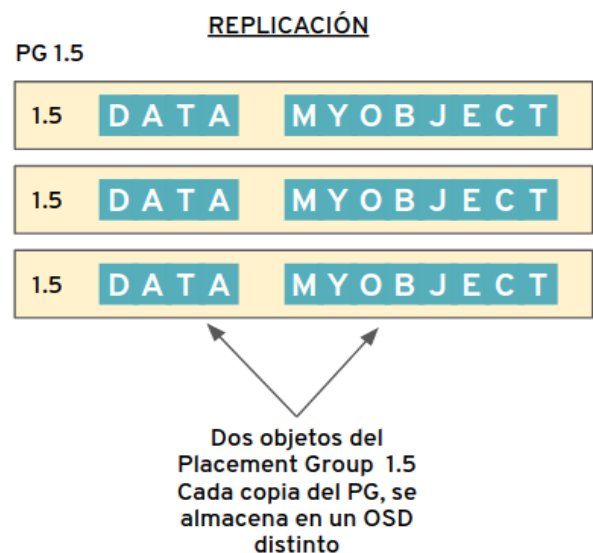 REPLICACIÓN
PG 1.5
1.5 DATA MYOBJECT
1.5 DATA MYOBJECT
1.5 DATA MYOBJECT
Dos objetos del
Placement Group 1.5
Cada copia del PG, se
almacena en un OSD
distinto